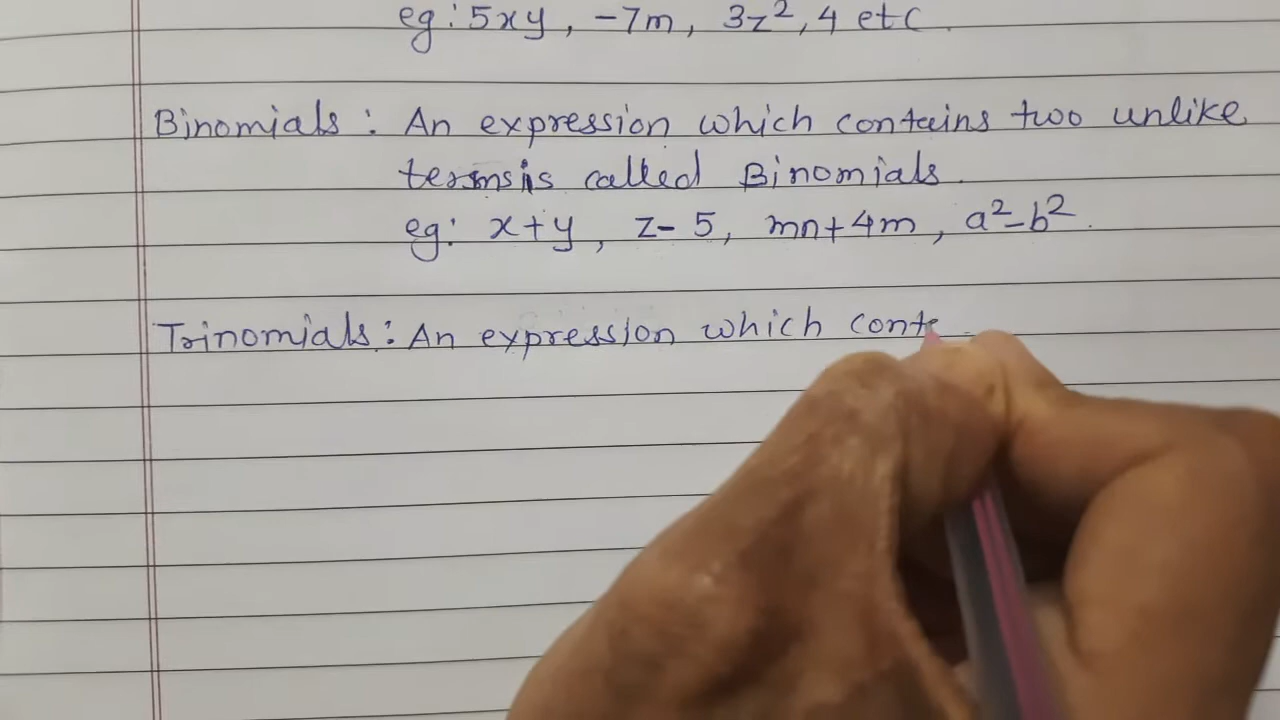 eg: 5xy, -7m, 3z², 4 etc.
Binomials: An expression which contains two unlike
terms is called Binomials.
eg: x+y, z-5, mn+4m, a²-b².
Trinomials: An expression which conta